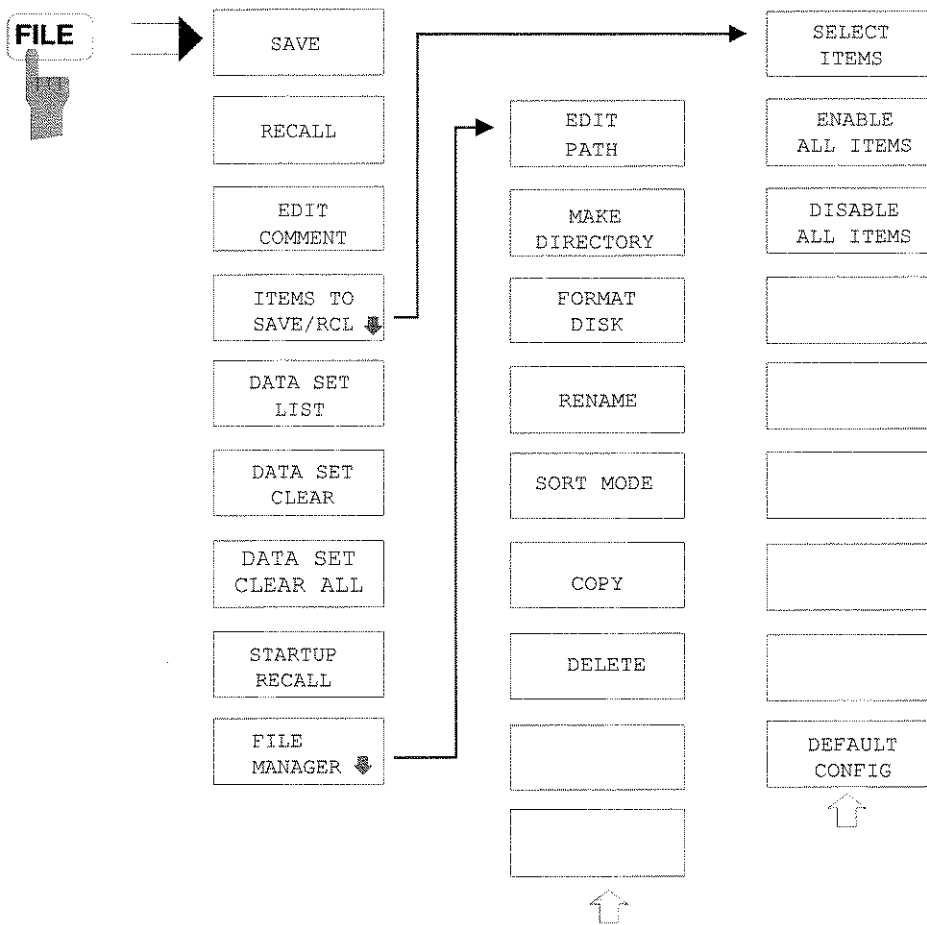 FILE
SAVE
RECALL
EDIT
COMMENT
ITEMS TO
SAVE/RCL
DATA SET
LIST
DATA SET
CLEAR
DATA SET
CLEAR ALL
STARTUP
RECALL
FILE
MANAGER
EDIT
PATH
MAKE
DIRECTORY
FORMAT
DISK
RENAME
SORT MODE
COPY
DELETE
SELECT
ITEMS
ENABLE
ALL ITEMS
DISABLE
ALL ITEMS
DEFAULT
CONFIG